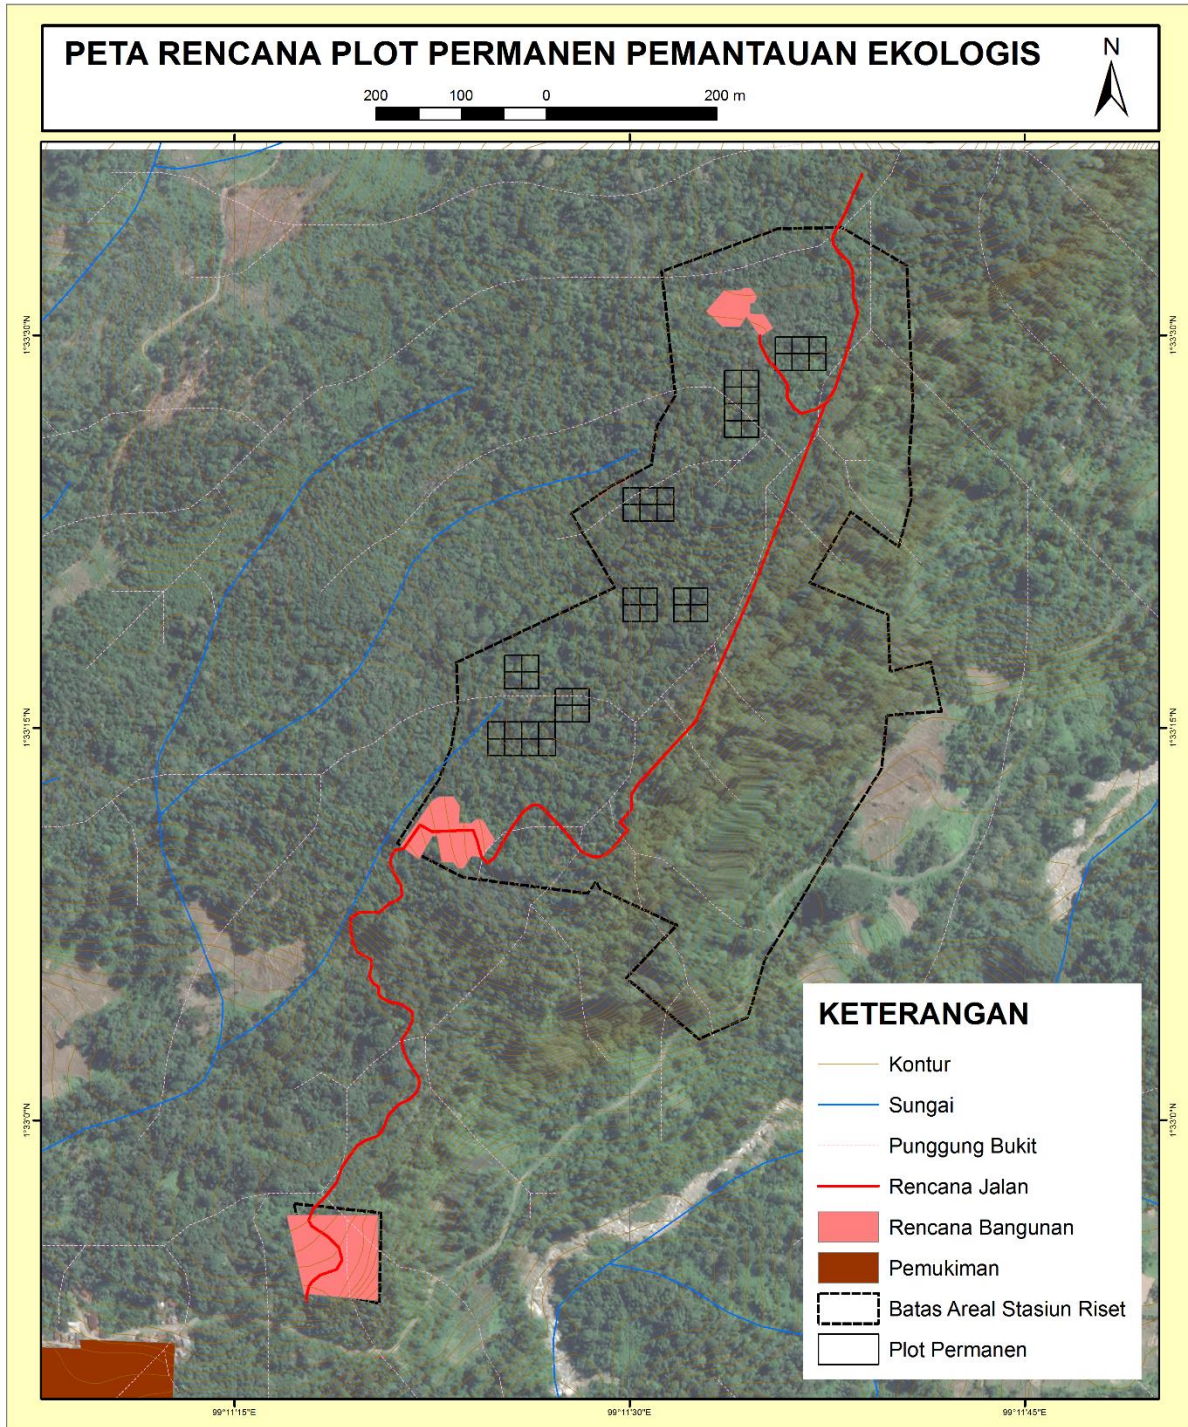 PETA RENCANA PLOT PERMANEN PEMANTAUAN EKOLOGIS
N
200 100 0 200 m
1°33'30"N 1°33'30"N
1°33'15"N 1°33'15"N
1°33'0"N 1°33'0"N
KETERANGAN
Kontur
Sungai
Punggung Bukit
Rencana Jalan
Rencana Bangunan
Pemukiman
Batas Areal Stasiun Riset
Plot Permanen
99°11'15"E 99°11'30"E 99°11'45"E